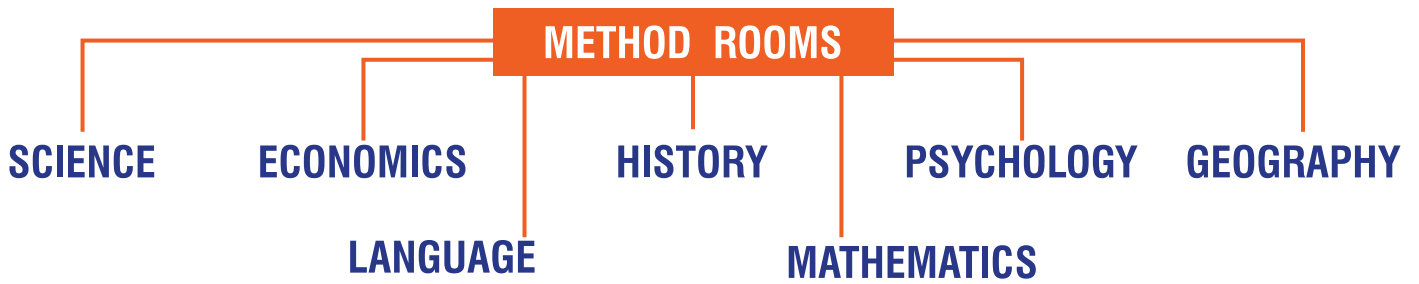 METHOD ROOMS
SCIENCE
ECONOMICS
HISTORY
PSYCHOLOGY
GEOGRAPHY
LANGUAGE
MATHEMATICS